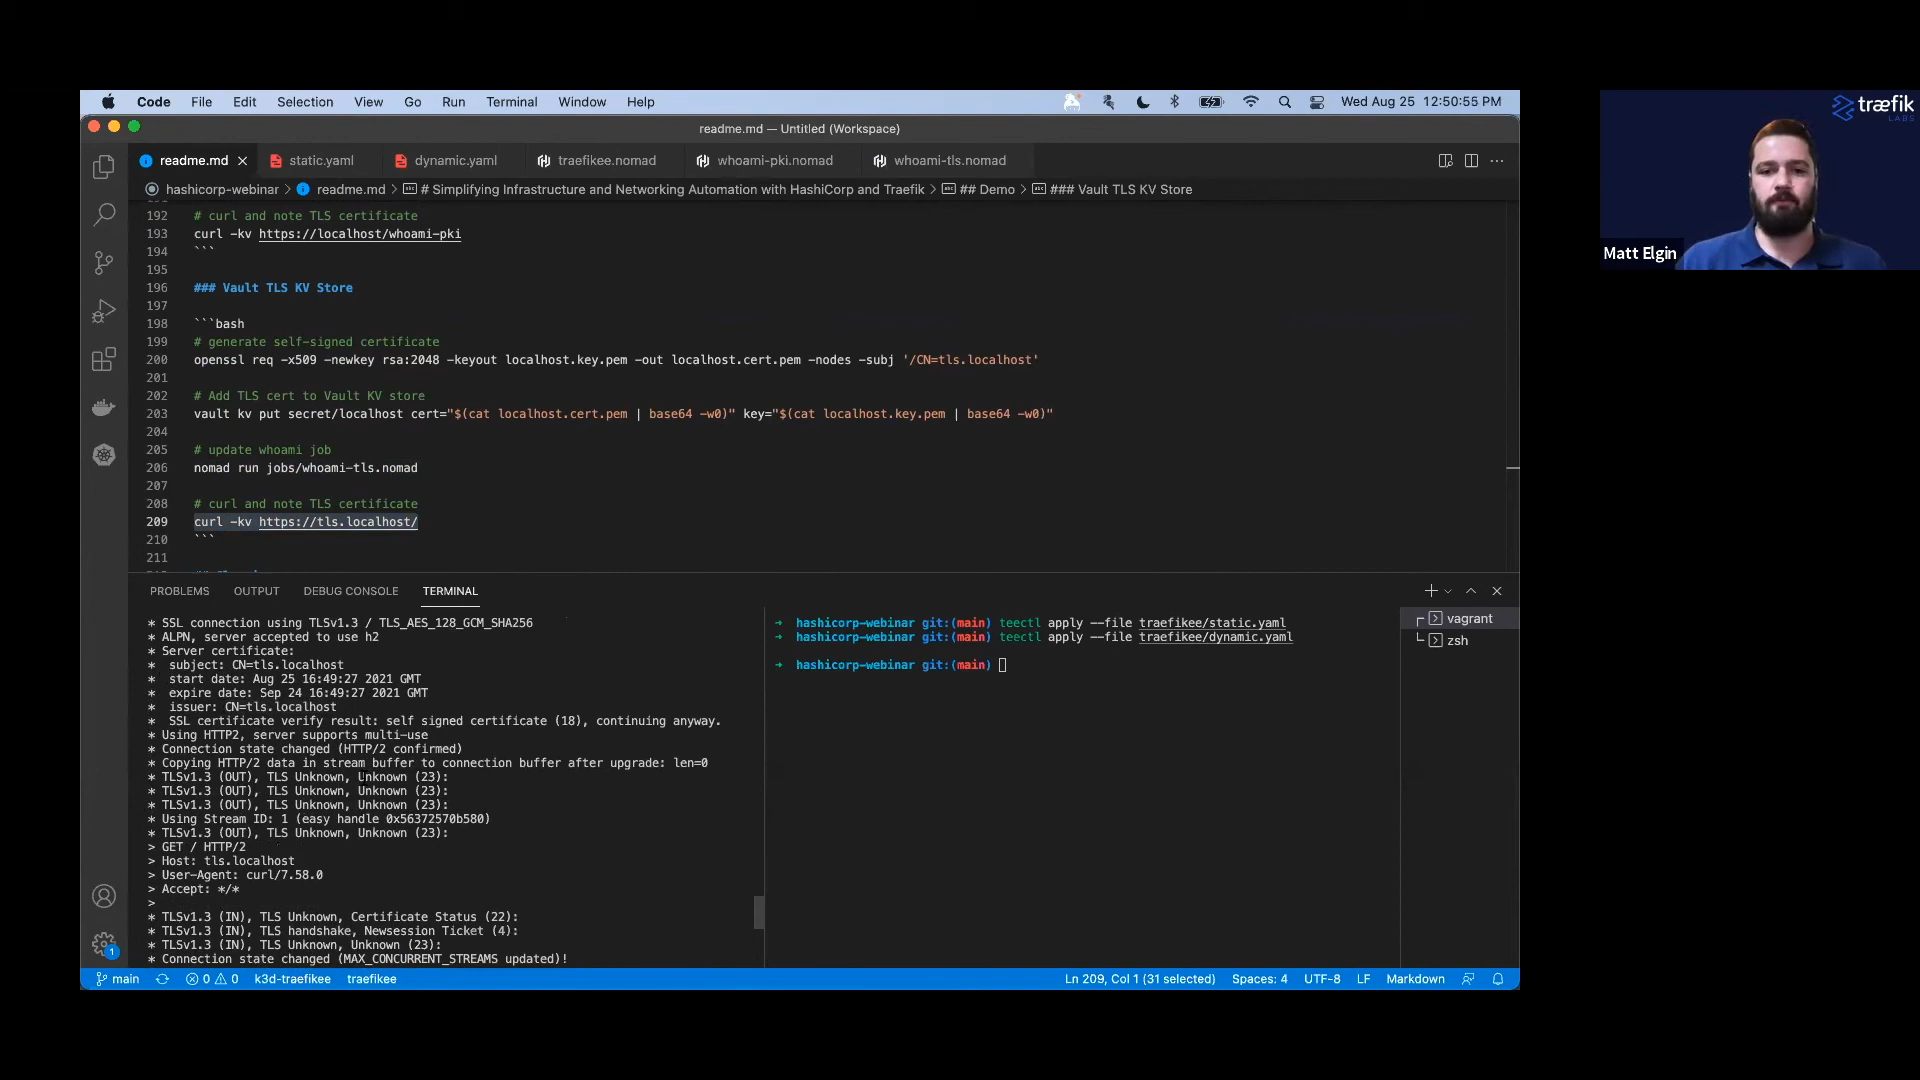 Code File Edit Selection View Go Run Terminal Window Help Wed Aug 25 12:50:55 PM
readme.md — Untitled (Workspace)
readme.md static.yaml dynamic.yaml traefikee.nomad whoami-pki.nomad whoami-tls.nomad
hashicorp-webinar > readme.md > # Simplifying Infrastructure and Networking Automation with HashiCorp and Traefik > ## Demo > ### Vault TLS KV Store
192 # curl and note TLS certificate
193 curl -kv https://localhost/whoami-pki
194 ```
195
196 ### Vault TLS KV Store
197
198 ```bash
199 # generate self-signed certificate
200 openssl req -x509 -newkey rsa:2048 -keyout localhost.key.pem -out localhost.cert.pem -nodes -subj '/CN=tls.localhost'
201
202 # Add TLS cert to Vault KV store
203 vault kv put secret/localhost cert="$(cat localhost.cert.pem | base64 -w0)" key="$(cat localhost.key.pem | base64 -w0)"
204
205 # update whoami job
206 nomad run jobs/whoami-tls.nomad
207
208 # curl and note TLS certificate
209 curl -kv https://tls.localhost/
210 ```
211
PROBLEMS OUTPUT DEBUG CONSOLE TERMINAL
* SSL connection using TLSv1.3 / TLS_AES_128_GCM_SHA256
* ALPN, server accepted to use h2
* Server certificate:
*  subject: CN=tls.localhost
*  start date: Aug 25 16:49:27 2021 GMT
*  expire date: Sep 24 16:49:27 2021 GMT
*  issuer: CN=tls.localhost
*  SSL certificate verify result: self signed certificate (18), continuing anyway.
* Using HTTP2, server supports multi-use
* Connection state changed (HTTP/2 confirmed)
* Copying HTTP/2 data in stream buffer to connection buffer after upgrade: len=0
* TLSv1.3 (OUT), TLS Unknown, Unknown (23):
* TLSv1.3 (OUT), TLS Unknown, Unknown (23):
* TLSv1.3 (OUT), TLS Unknown, Unknown (23):
* Using Stream ID: 1 (easy handle 0x56372570b580)
* TLSv1.3 (OUT), TLS Unknown, Unknown (23):
> GET / HTTP/2
> Host: tls.localhost
> User-Agent: curl/7.58.0
> Accept: */*
>
* TLSv1.3 (IN), TLS Unknown, Certificate Status (22):
* TLSv1.3 (IN), TLS handshake, Newsession Ticket (4):
* TLSv1.3 (IN), TLS Unknown, Unknown (23):
* Connection state changed (MAX_CONCURRENT_STREAMS updated)!
→ hashicorp-webinar git:(main) teectl apply --file traefikee/static.yaml
→ hashicorp-webinar git:(main) teectl apply --file traefikee/dynamic.yaml
→ hashicorp-webinar git:(main)
vagrant
zsh
1
main 0 0 k3d-traefikee traefikee Ln 209, Col 1 (31 selected) Spaces: 4 UTF-8 LF Markdown
træfik
LABS
Matt Elgin